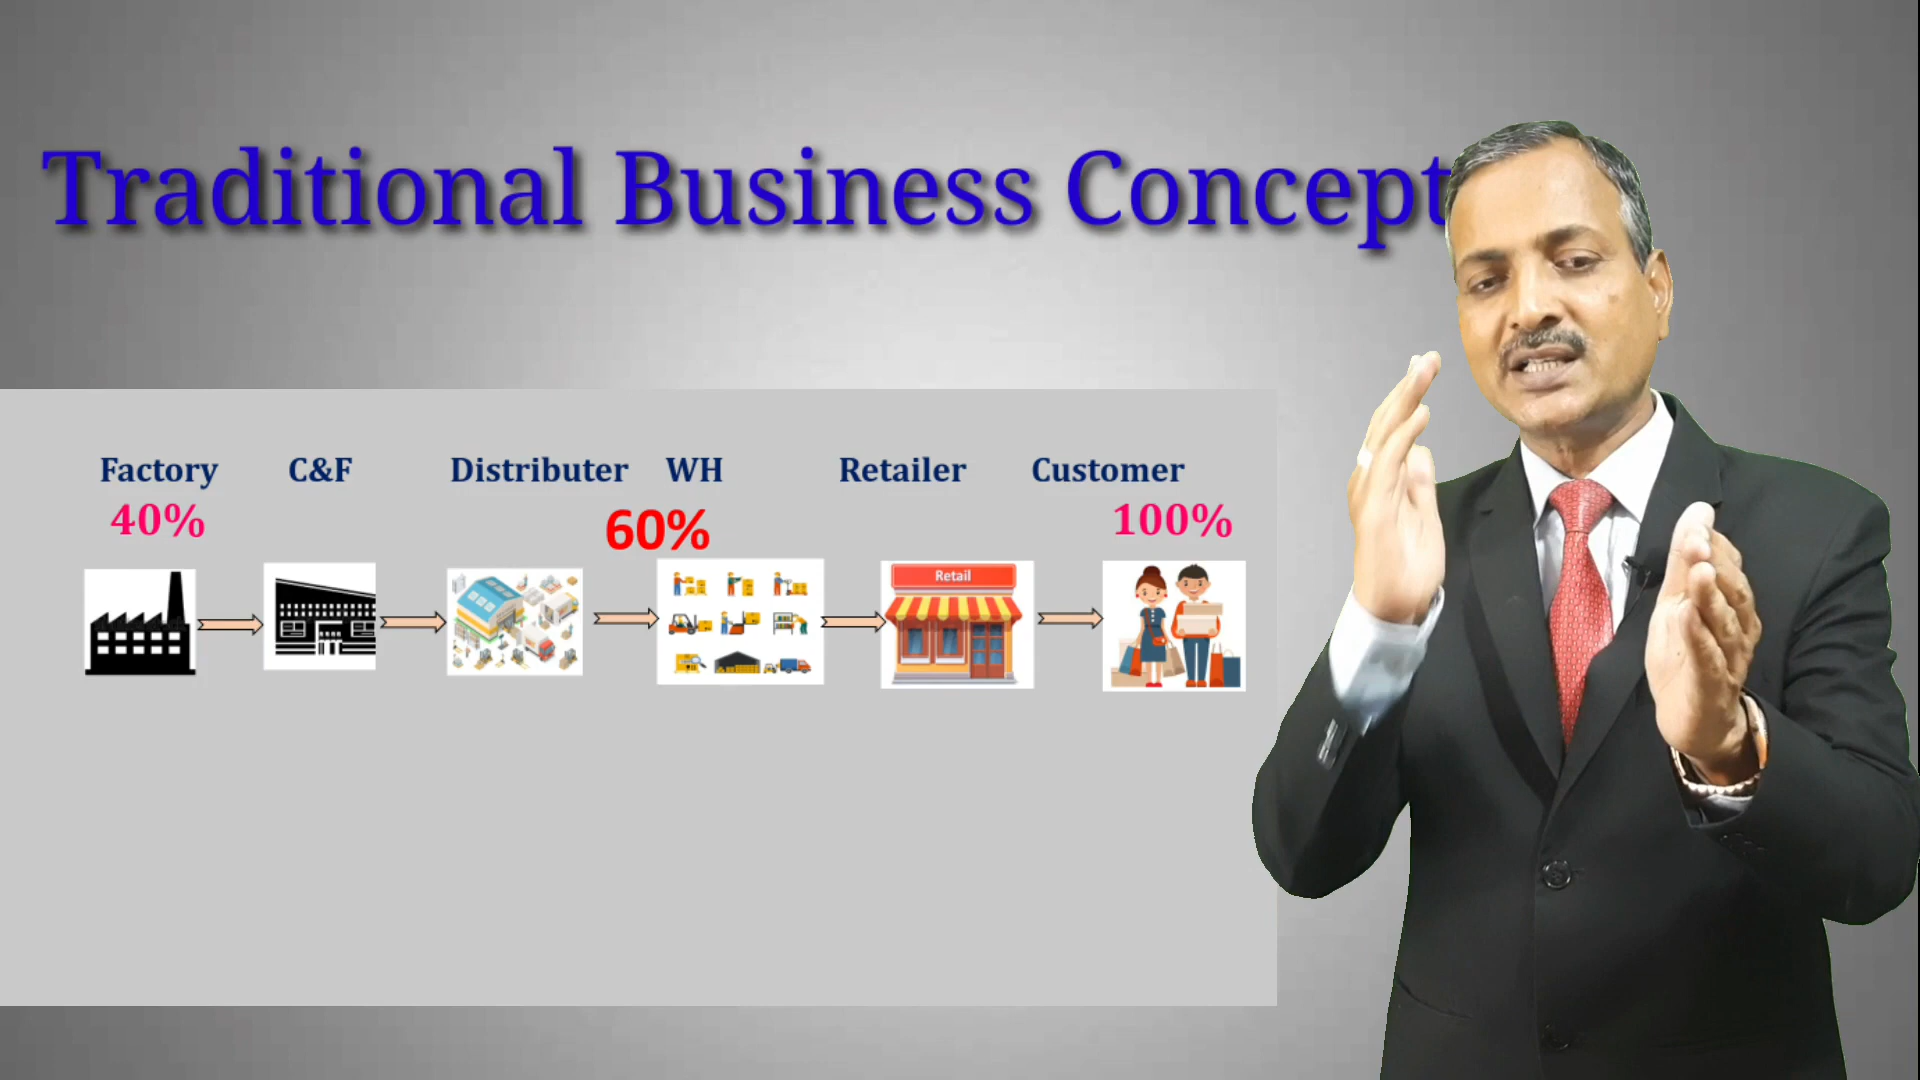 Traditional Business Concept
Factory C&F Distributer WH Retailer Customer
40% 60% 100%
Retail